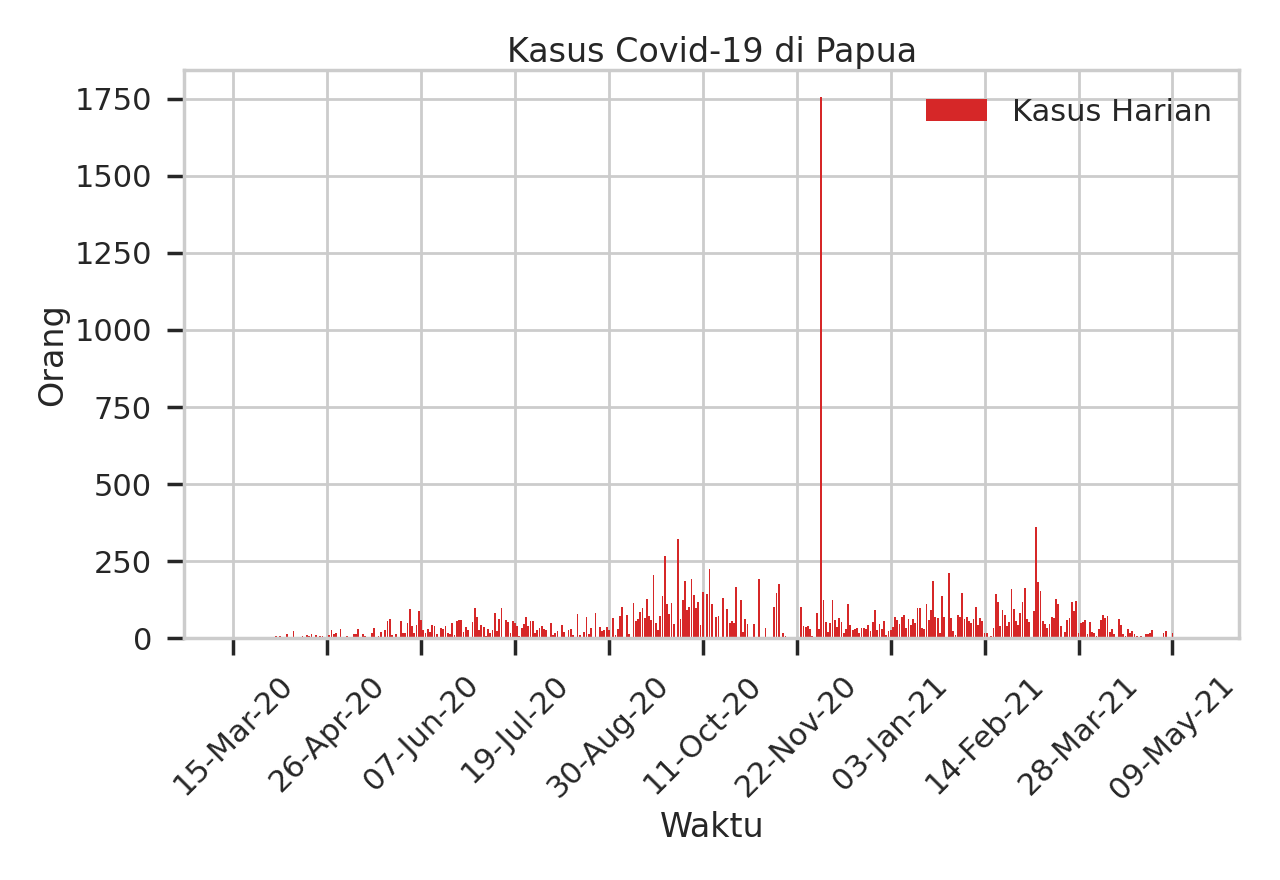 Kasus Covid-19 di Papua
Kasus Harian
Orang
1750
1500
1250
1000
750
500
250
0
15-Mar-20
26-Apr-20
07-Jun-20
19-Jul-20
30-Aug-20
11-Oct-20
22-Nov-20
03-Jan-21
14-Feb-21
28-Mar-21
09-May-21
Waktu